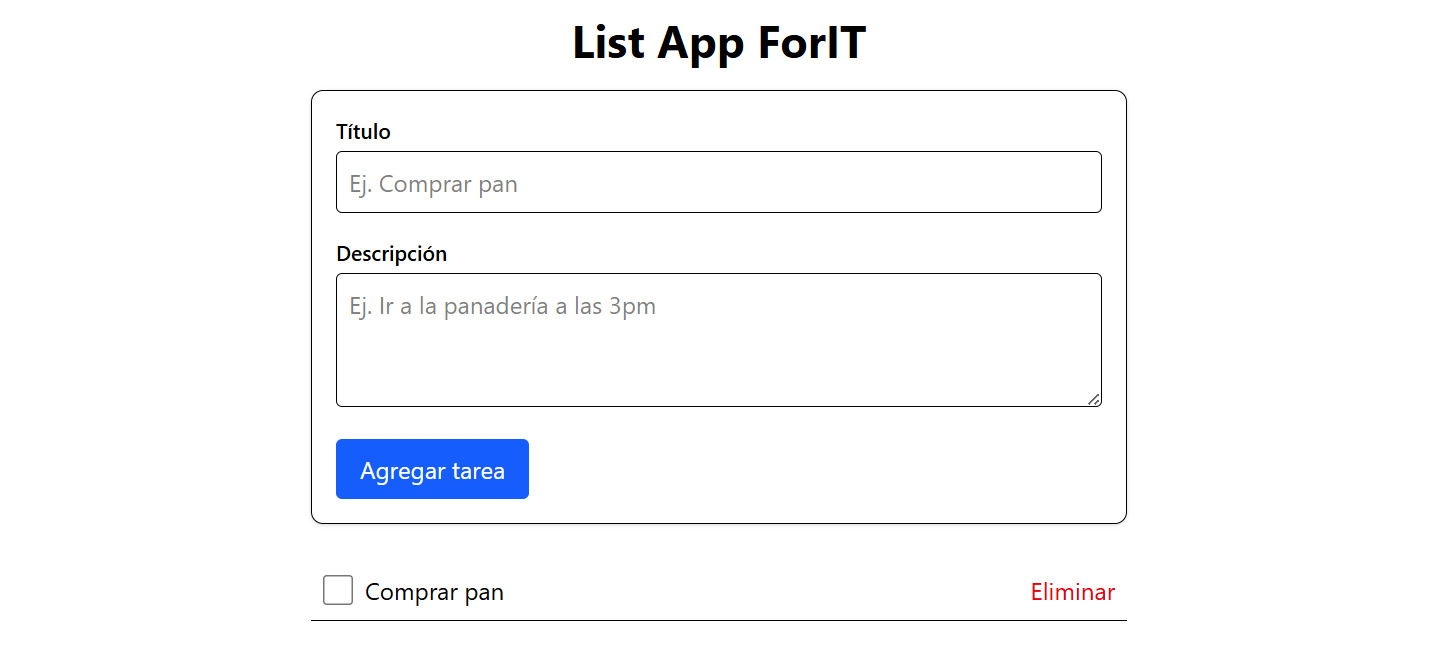 List App ForIT
Título
Ej. Comprar pan
Descripción
Ej. Ir a la panadería a las 3pm
Agregar tarea
Comprar pan Eliminar